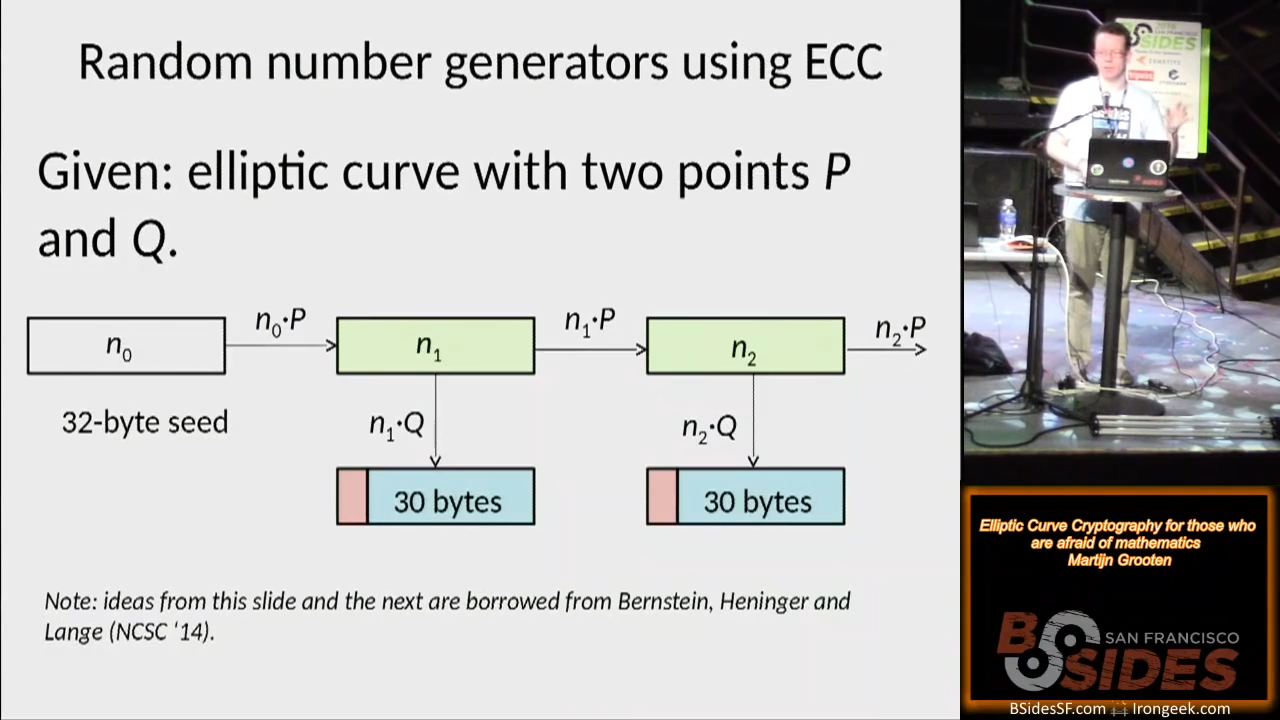 Random number generators using ECC
Given: elliptic curve with two points P
and Q.
n₀·P
n₁·P
n₂·P
n₀
n₁
n₂
32-byte seed
n₁·Q
n₂·Q
30 bytes
30 bytes
Note: ideas from this slide and the next are borrowed from Bernstein, Heninger and
Lange (NCSC ‘14).
SAN FRANCISCO
SIDES
Elliptic Curve Cryptography for those who
are afraid of mathematics
Martijn Grooten
BSIDES
SAN FRANCISCO
BSidesSF.com
Irongeek.com